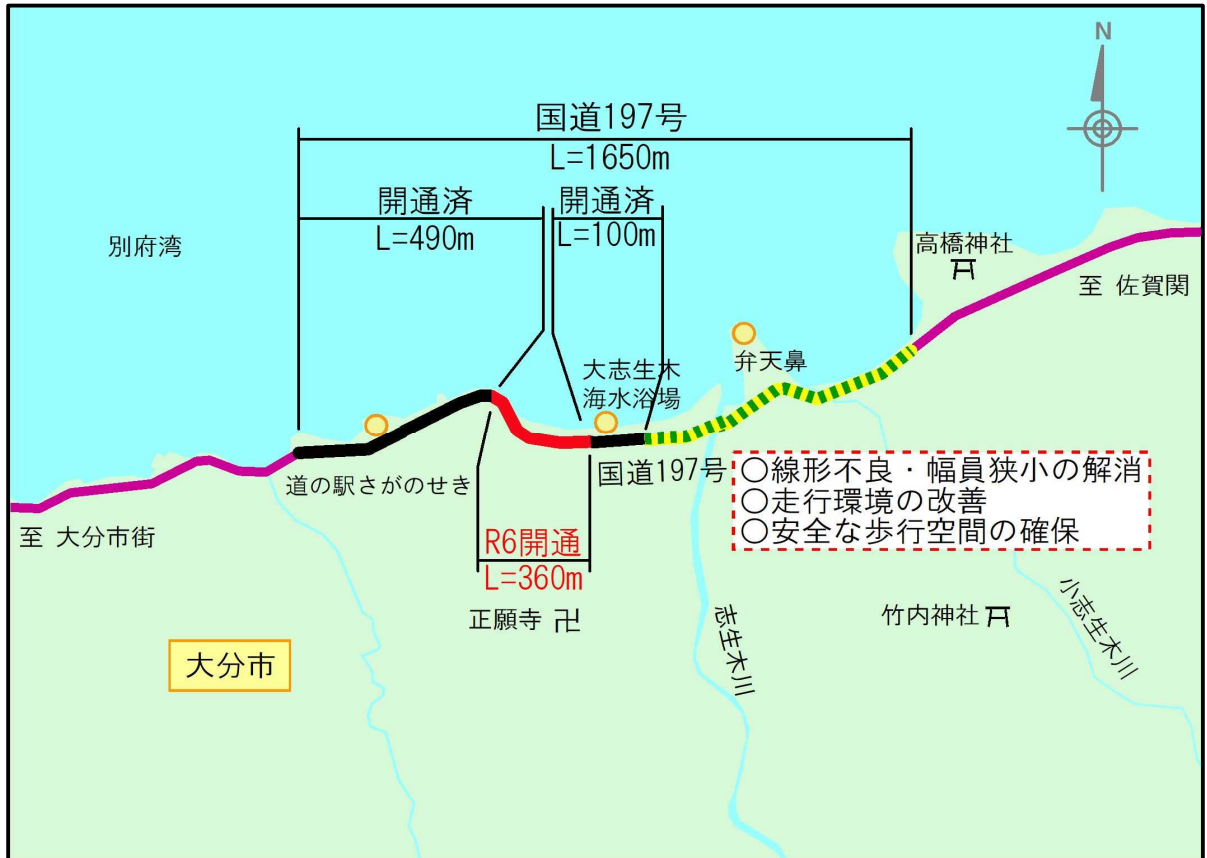 N
国道197号
L=1650m
開通済
L=490m
開通済
L=100m
別府湾
高橋神社
至 佐賀関
大志生木
海水浴場
弁天鼻
道の駅さがのせき
国道197号
○線形不良・幅員狭小の解消
○走行環境の改善
○安全な歩行空間の確保
至 大分市街
R6開通
L=360m
正願寺 卍
志生木川
竹内神社
小志生木川
大分市